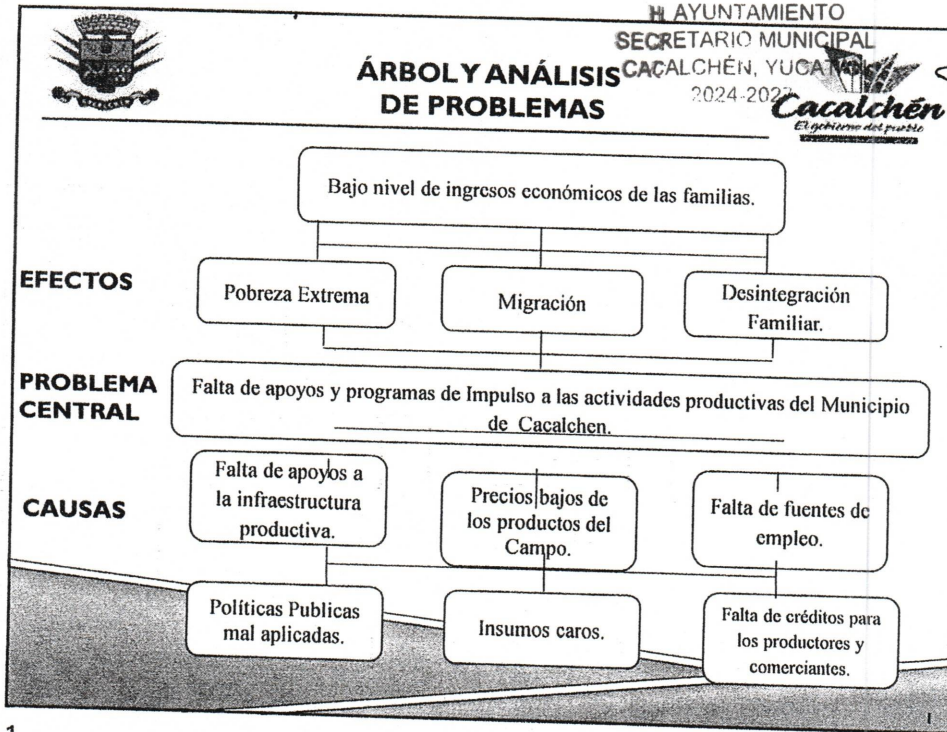 H. AYUNTAMIENTO
SECRETARIO MUNICIPAL
CACALCHÉN, YUCATÁN
2024-2027
ÁRBOL Y ANÁLISIS
DE PROBLEMAS
Cacalchén
El gobierno del pueblo
Bajo nivel de ingresos económicos de las familias.
EFECTOS
Pobreza Extrema
Migración
Desintegración
Familiar.
PROBLEMA
CENTRAL
Falta de apoyos y programas de Impulso a las actividades productivas del Municipio
de Cacalchen.
CAUSAS
Falta de apoyos a
la infraestructura
productiva.
Precios bajos de
los productos del
Campo.
Falta de fuentes de
empleo.
Políticas Publicas
mal aplicadas.
Insumos caros.
Falta de créditos para
los productores y
comerciantes.
1
1